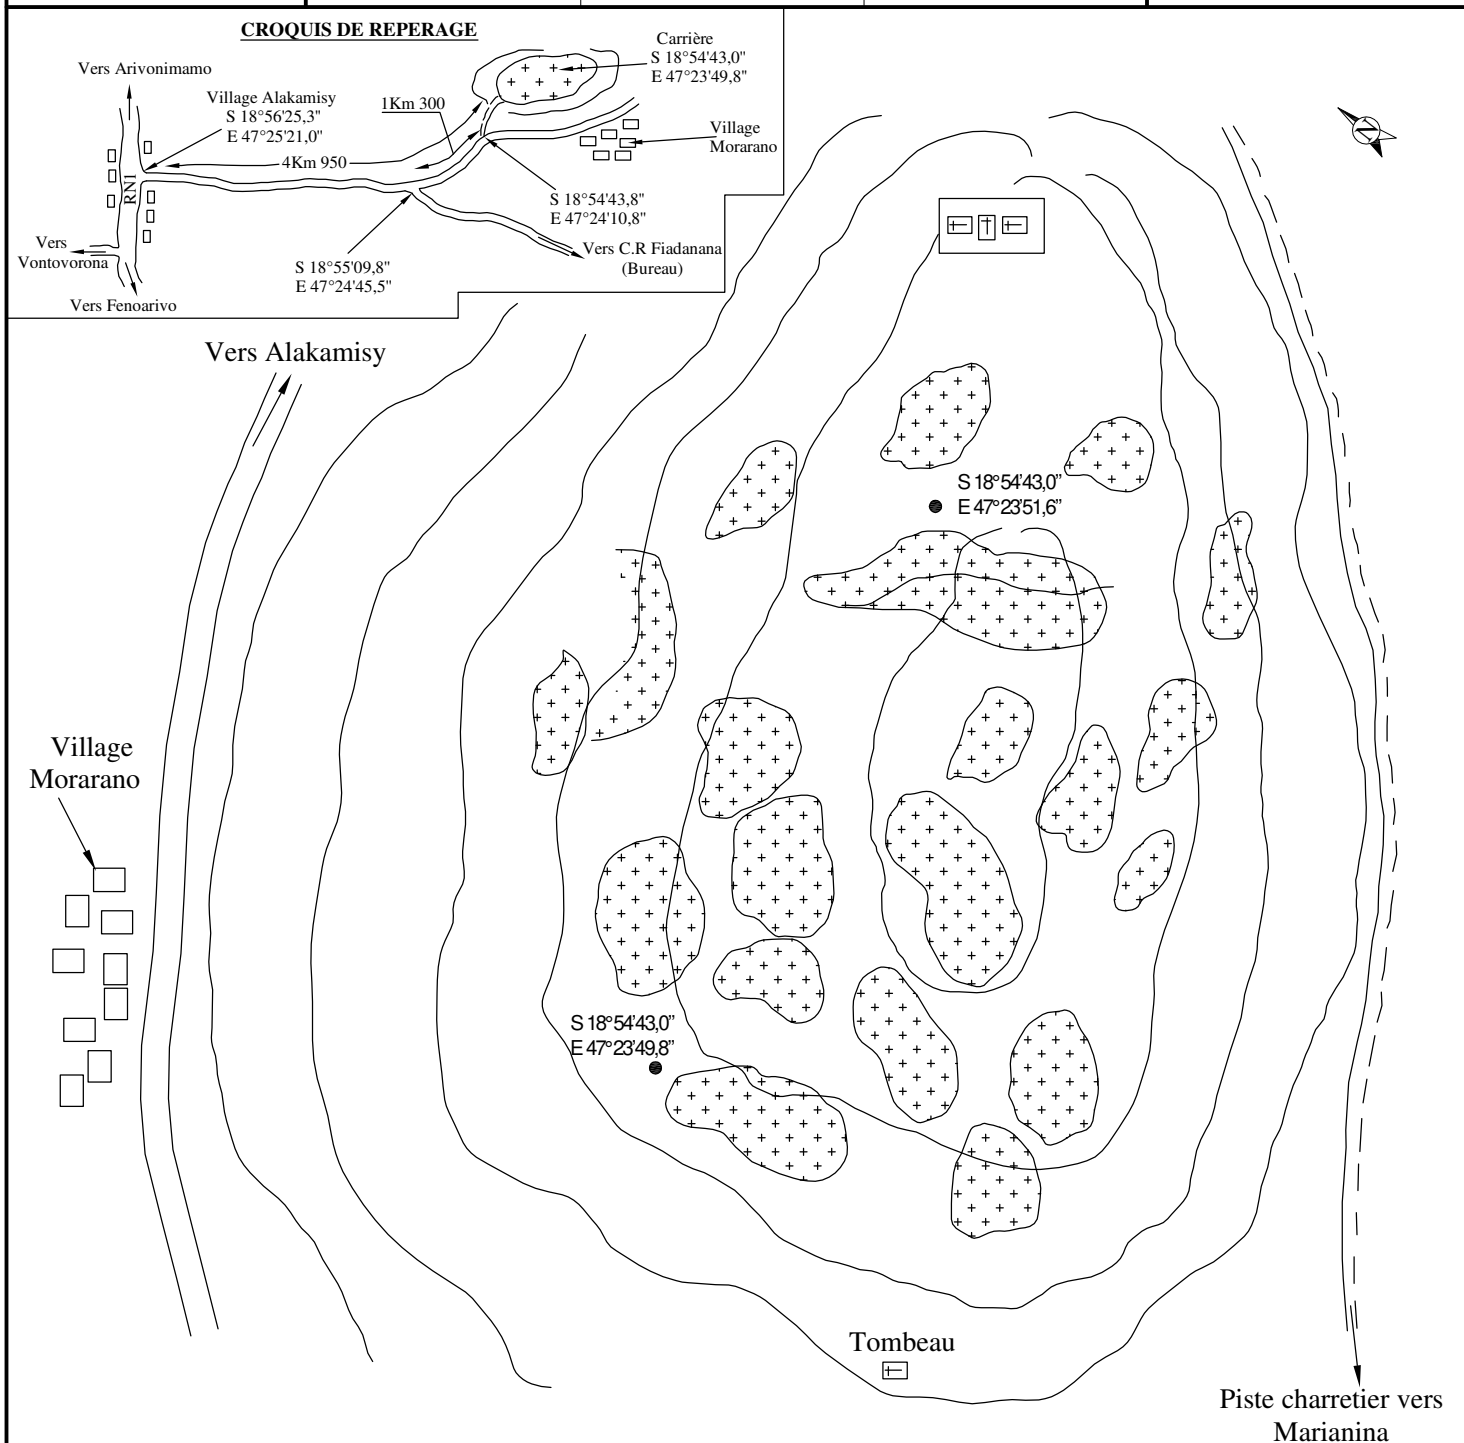 CROQUIS DE REPERAGE
Carrière
S 18°54'43,0"
E 47°23'49,8"
Vers Arivonimamo
Village Alakamisy
S 18°56'25,3"
E 47°25'21,0"
1Km 300
Village
Morarano
4Km 950
RN1
S 18°54'43,8"
E 47°24'10,8"
Vers
Vontovorona
Vers C.R Fiadanana
(Bureau)
S 18°55'09,8"
E 47°24'45,5"
Vers Fenoarivo
N
Vers Alakamisy
S 18°54'43,0"
E 47°23'51,6"
Village
Morarano
S 18°54'43,0"
E 47°23'49,8"
Tombeau
Piste charretier vers
Marianina